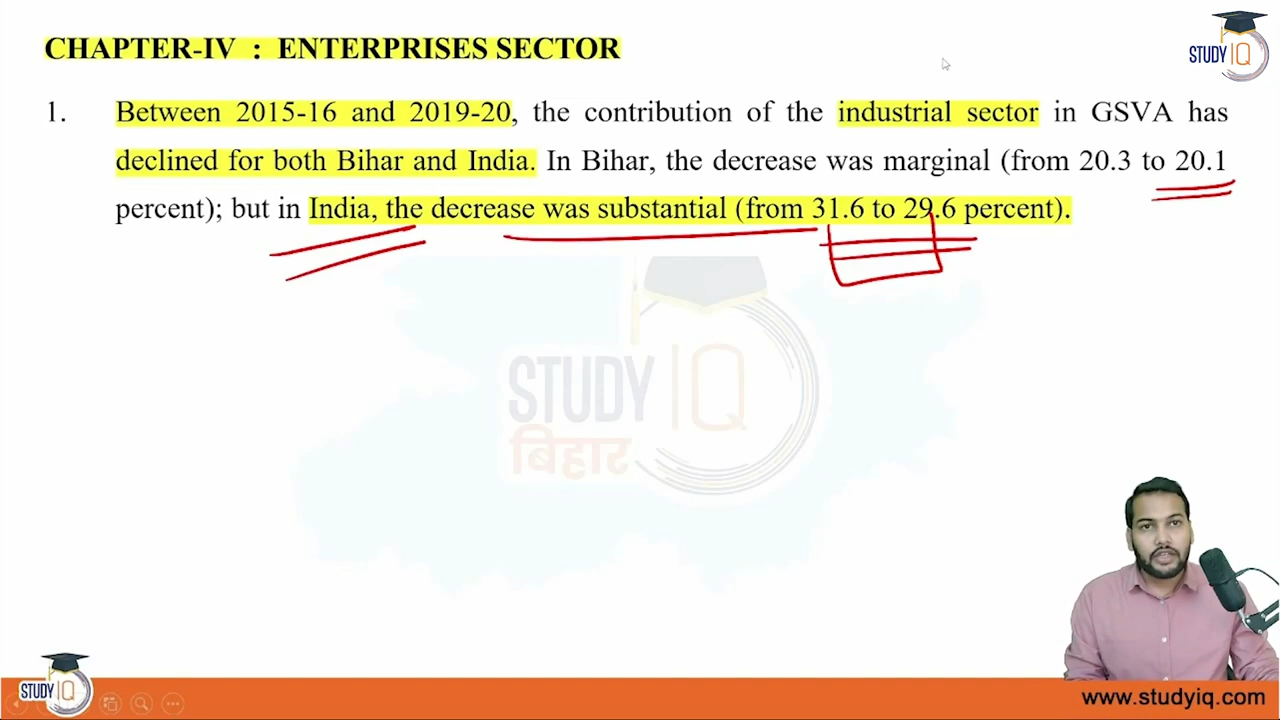 CHAPTER-IV : ENTERPRISES SECTOR
STUDY IQ
1. Between 2015-16 and 2019-20, the contribution of the industrial sector in GSVA has
declined for both Bihar and India. In Bihar, the decrease was marginal (from 20.3 to 20.1
percent); but in India, the decrease was substantial (from 31.6 to 29.6 percent).
STUDY IQ
बिहार
STUDY IQ
www.studyiq.com